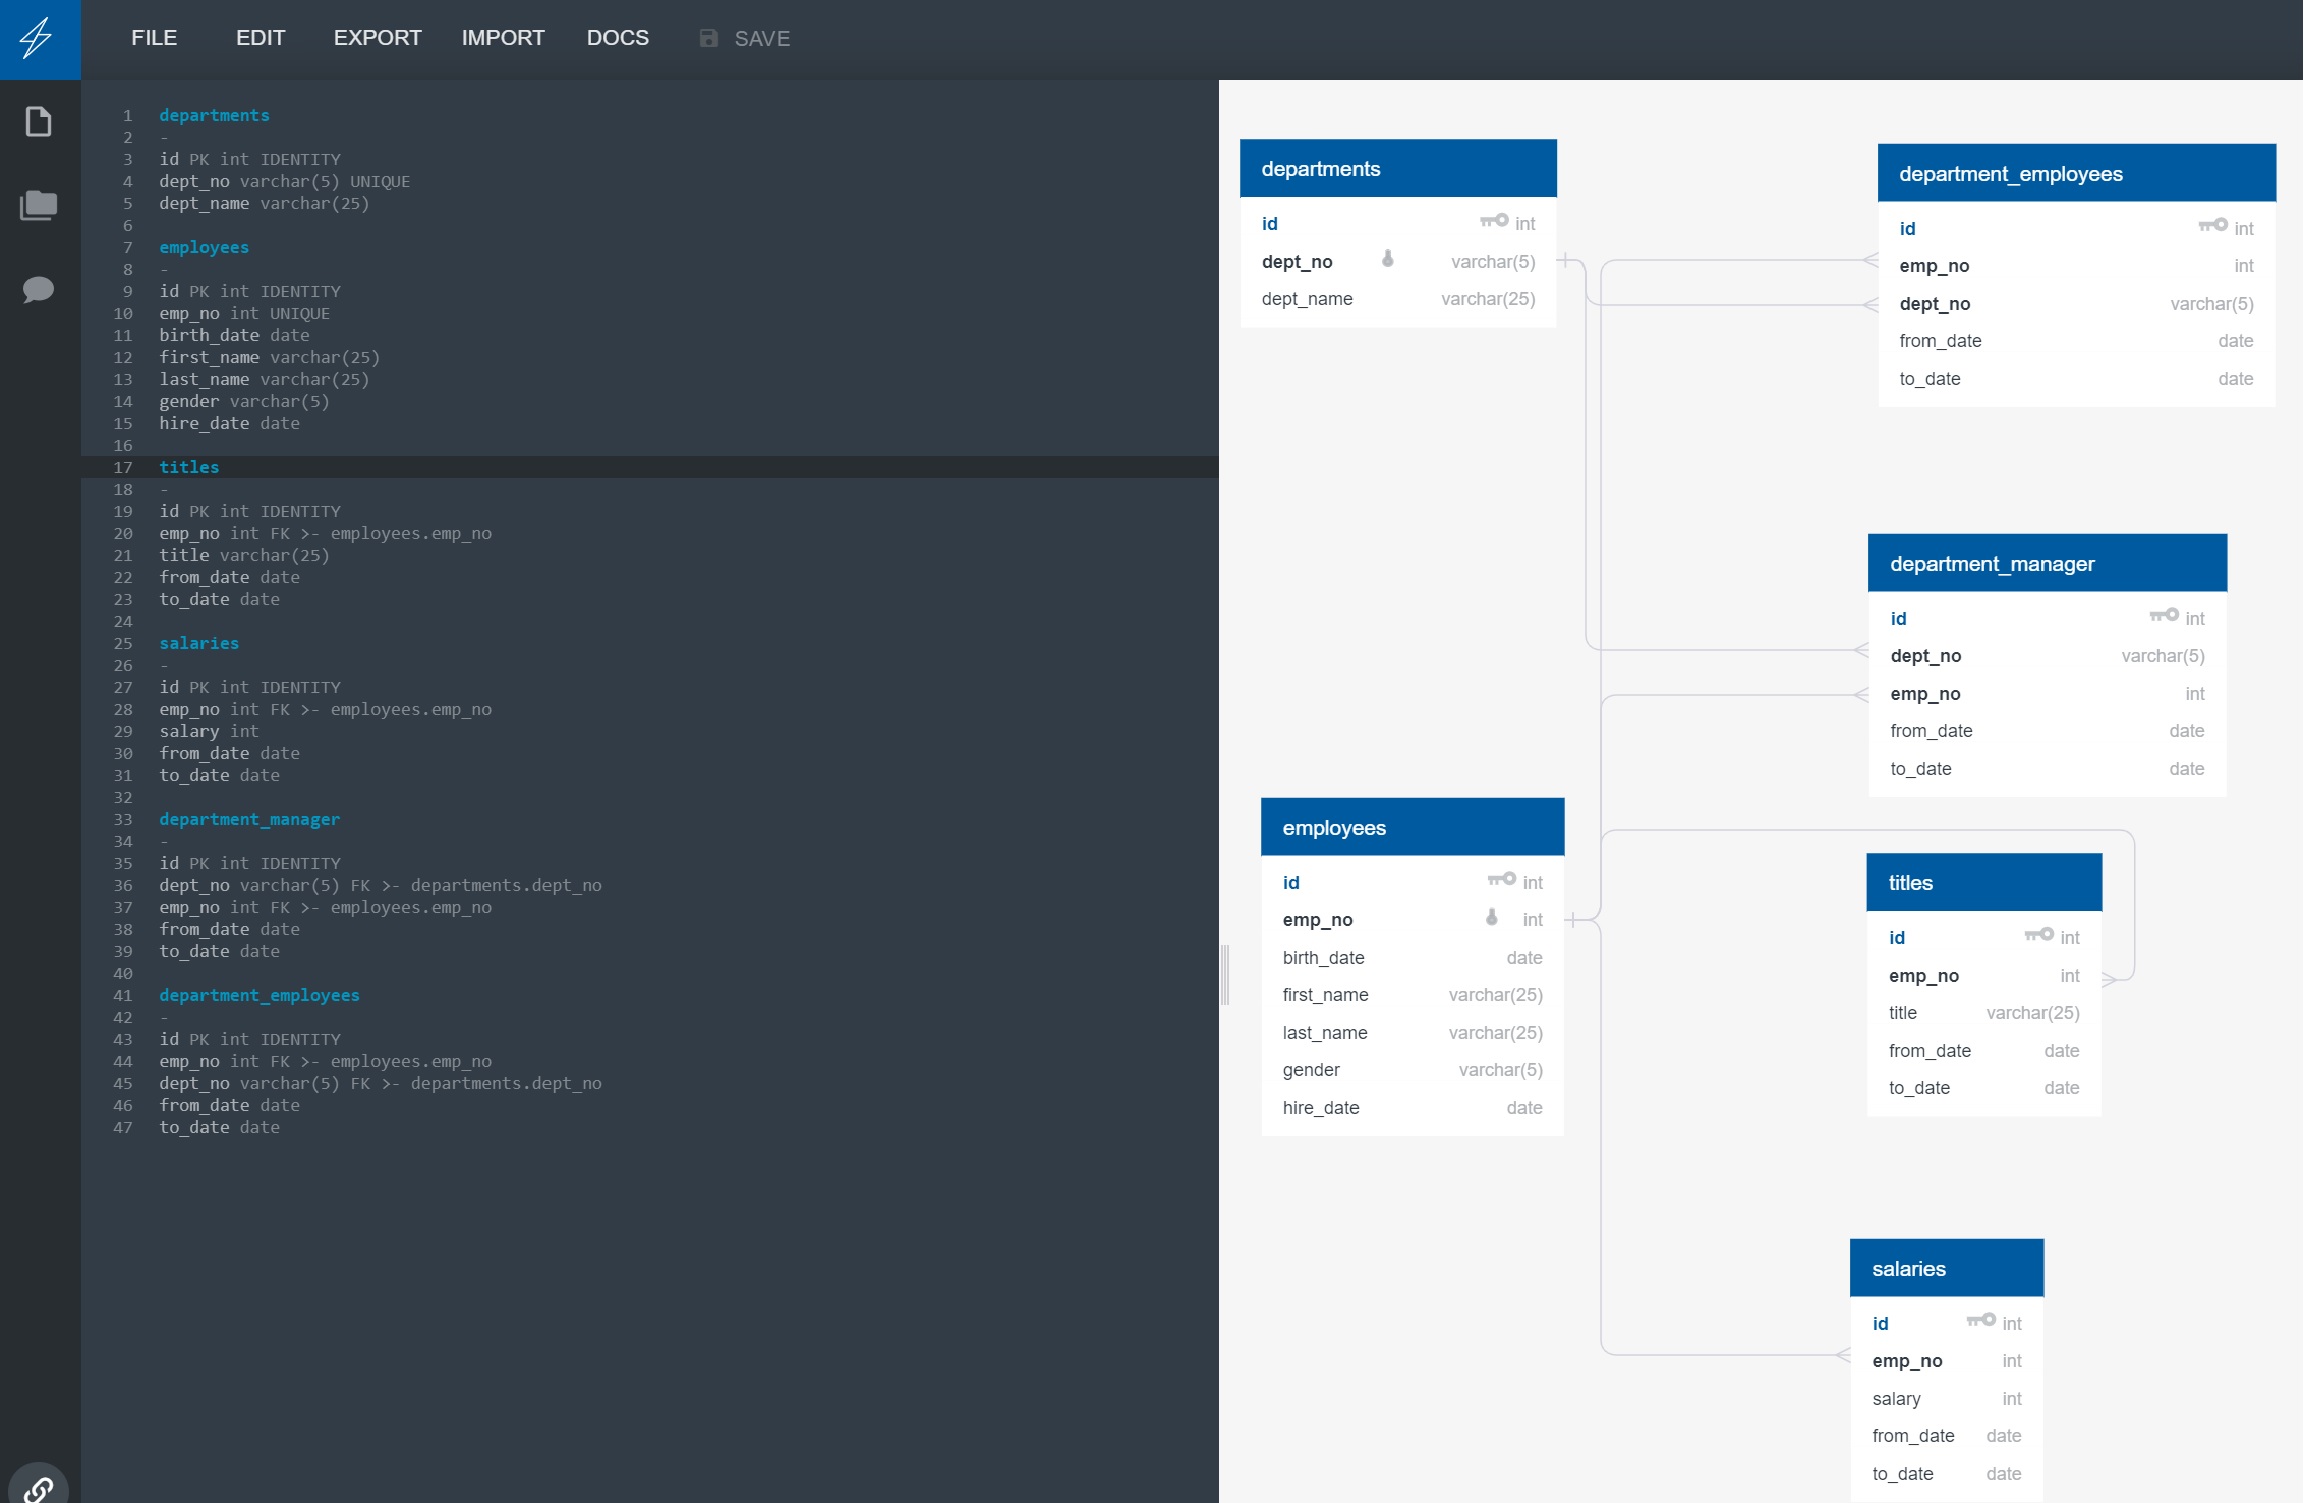 FILE EDIT EXPORT IMPORT DOCS SAVE
1 departments
2 -
3 id PK int IDENTITY
4 dept_no varchar(5) UNIQUE
5 dept_name varchar(25)
6
7 employees
8 -
9 id PK int IDENTITY
10 emp_no int UNIQUE
11 birth_date date
12 first_name varchar(25)
13 last_name varchar(25)
14 gender varchar(5)
15 hire_date date
16
17 titles
18 -
19 id PK int IDENTITY
20 emp_no int FK >- employees.emp_no
21 title varchar(25)
22 from_date date
23 to_date date
24
25 salaries
26 -
27 id PK int IDENTITY
28 emp_no int FK >- employees.emp_no
29 salary int
30 from_date date
31 to_date date
32
33 department_manager
34 -
35 id PK int IDENTITY
36 dept_no varchar(5) FK >- departments.dept_no
37 emp_no int FK >- employees.emp_no
38 from_date date
39 to_date date
40
41 department_employees
42 -
43 id PK int IDENTITY
44 emp_no int FK >- employees.emp_no
45 dept_no varchar(5) FK >- departments.dept_no
46 from_date date
47 to_date date
departments
id int
dept_no varchar(5)
dept_name varchar(25)
department_employees
id int
emp_no int
dept_no varchar(5)
from_date date
to_date date
department_manager
id int
dept_no varchar(5)
emp_no int
from_date date
to_date date
employees
id int
emp_no int
birth_date date
first_name varchar(25)
last_name varchar(25)
gender varchar(5)
hire_date date
titles
id int
emp_no int
title varchar(25)
from_date date
to_date date
salaries
id int
emp_no int
salary int
from_date date
to_date date